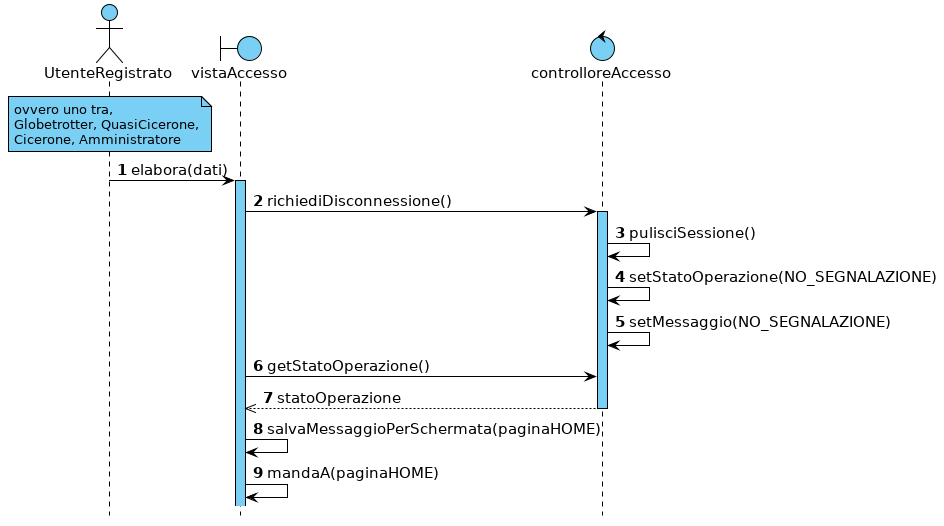 UtenteRegistrato
vistaAccesso
controlloreAccesso
ovvero uno tra,
Globetrotter, QuasiCicerone,
Cicerone, Amministratore
1 elabora(dati)
2 richiediDisconnessione()
3 pulisciSessione()
4 setStatoOperazione(NO_SEGNALAZIONE)
5 setMessaggio(NO_SEGNALAZIONE)
6 getStatoOperazione()
7 statoOperazione
8 salvaMessaggioPerSchermata(paginaHOME)
9 mandaA(paginaHOME)